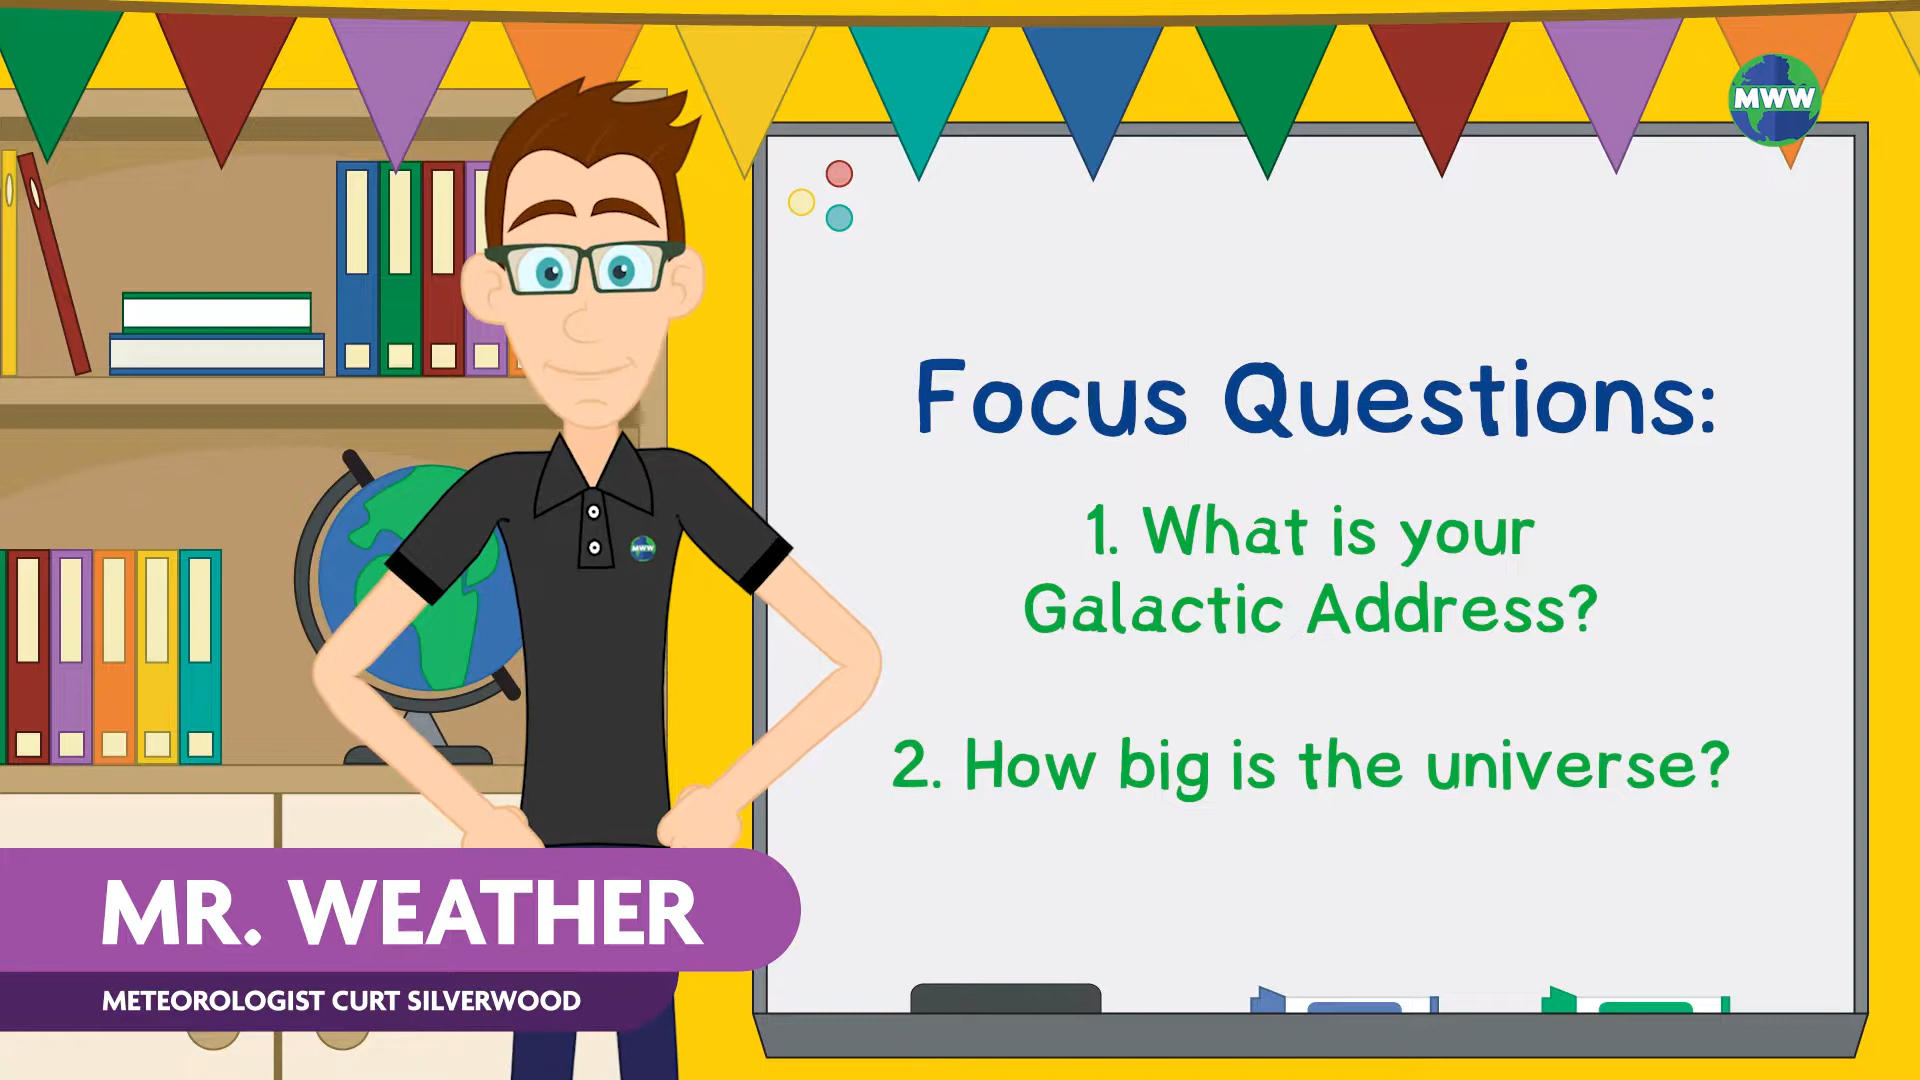 MWW
Focus Questions:
1. What is your
Galactic Address?
2. How big is the universe?
MWW
MR. WEATHER
METEOROLOGIST CURT SILVERWOOD